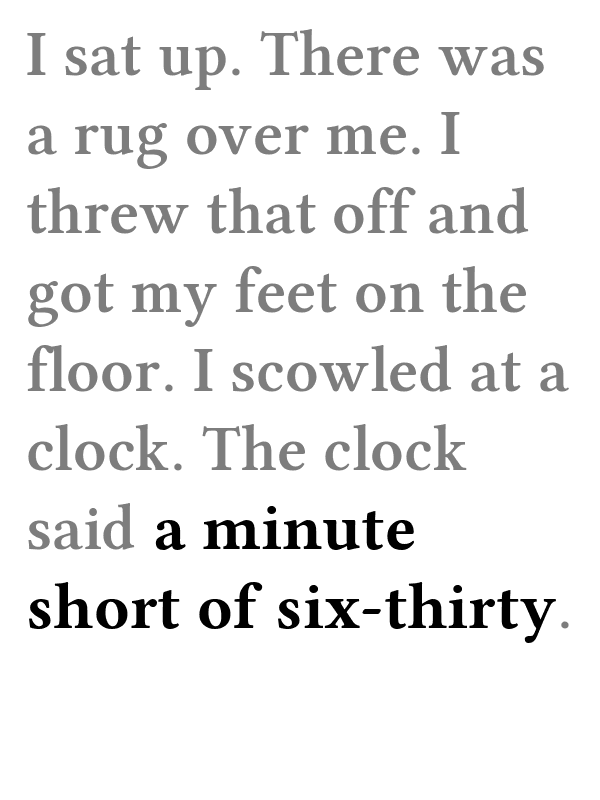 I sat up. There was
a rug over me. I
threw that off and
got my feet on the
floor. I scowled at a
clock. The clock
said a minute
short of six-thirty.